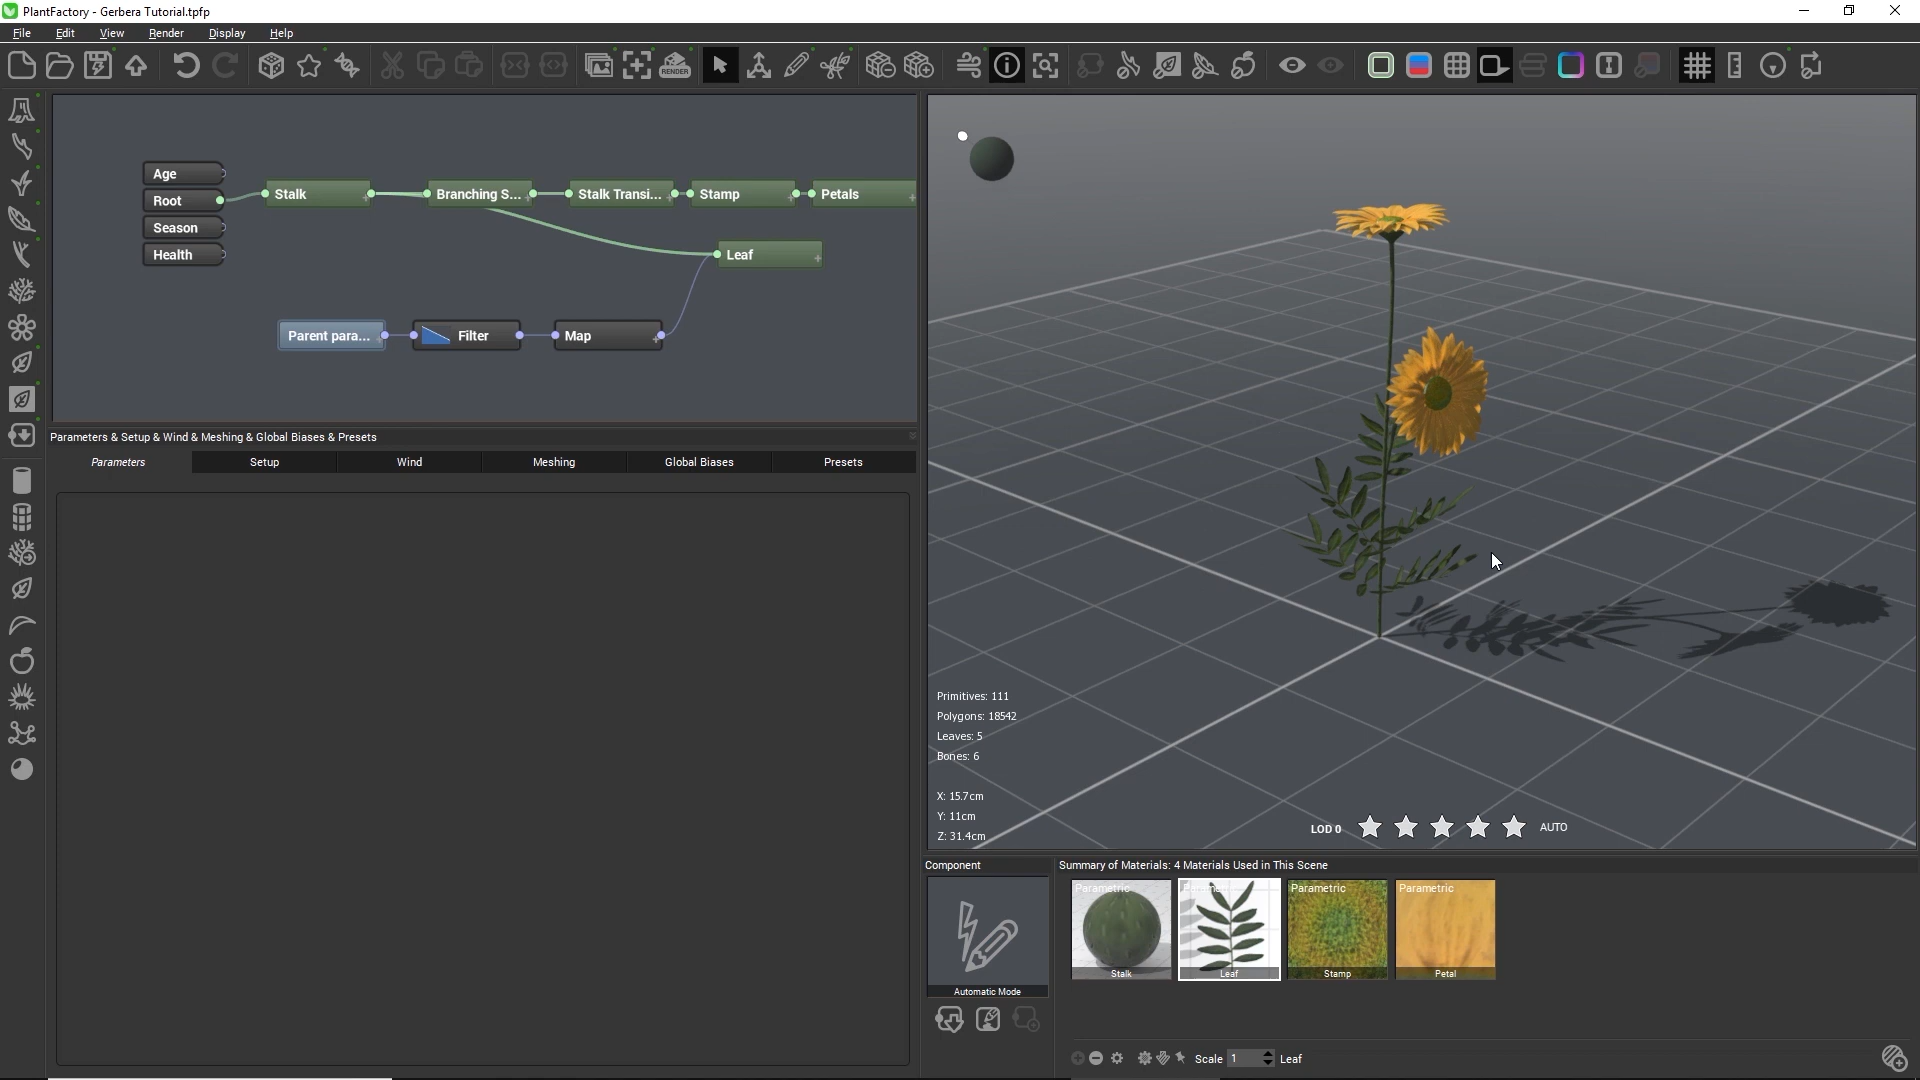 PlantFactory - Gerbera Tutorial.tpfp
File Edit View Render Display Help
RENDER
Age
Root
Season
Health
Stalk
Branching S...
Stalk Transi...
Stamp
Petals
Leaf
Parent para...
Filter
Map
Parameters & Setup & Wind & Meshing & Global Biases & Presets
Parameters Setup Wind Meshing Global Biases Presets
Primitives: 111
Polygons: 18542
Leaves: 5
Bones: 6
X: 15.7cm
Y: 11cm
Z: 31.4cm
LOD 0 AUTO
Component
Automatic Mode
Summary of Materials: 4 Materials Used in This Scene
Parametric
Stalk
Leaf
Parametric
Stamp
Parametric
Petal
Scale 1 Leaf